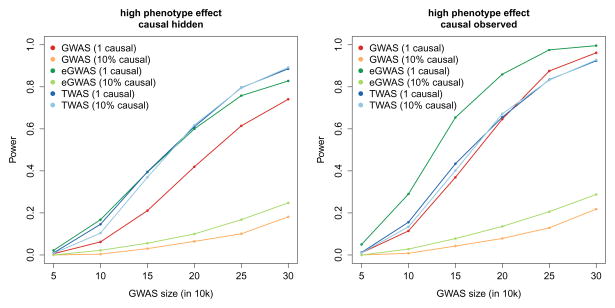 high phenotype effect
causal hidden
GWAS (1 causal)
GWAS (10% causal)
eGWAS (1 causal)
eGWAS (10% causal)
TWAS (1 causal)
TWAS (10% causal)
Power
1.0
0.8
0.6
0.4
0.2
0.0
5 10 15 20 25 30
GWAS size (in 10k)
high phenotype effect
causal observed
GWAS (1 causal)
GWAS (10% causal)
eGWAS (1 causal)
eGWAS (10% causal)
TWAS (1 causal)
TWAS (10% causal)
Power
1.0
0.8
0.6
0.4
0.2
0.0
5 10 15 20 25 30
GWAS size (in 10k)